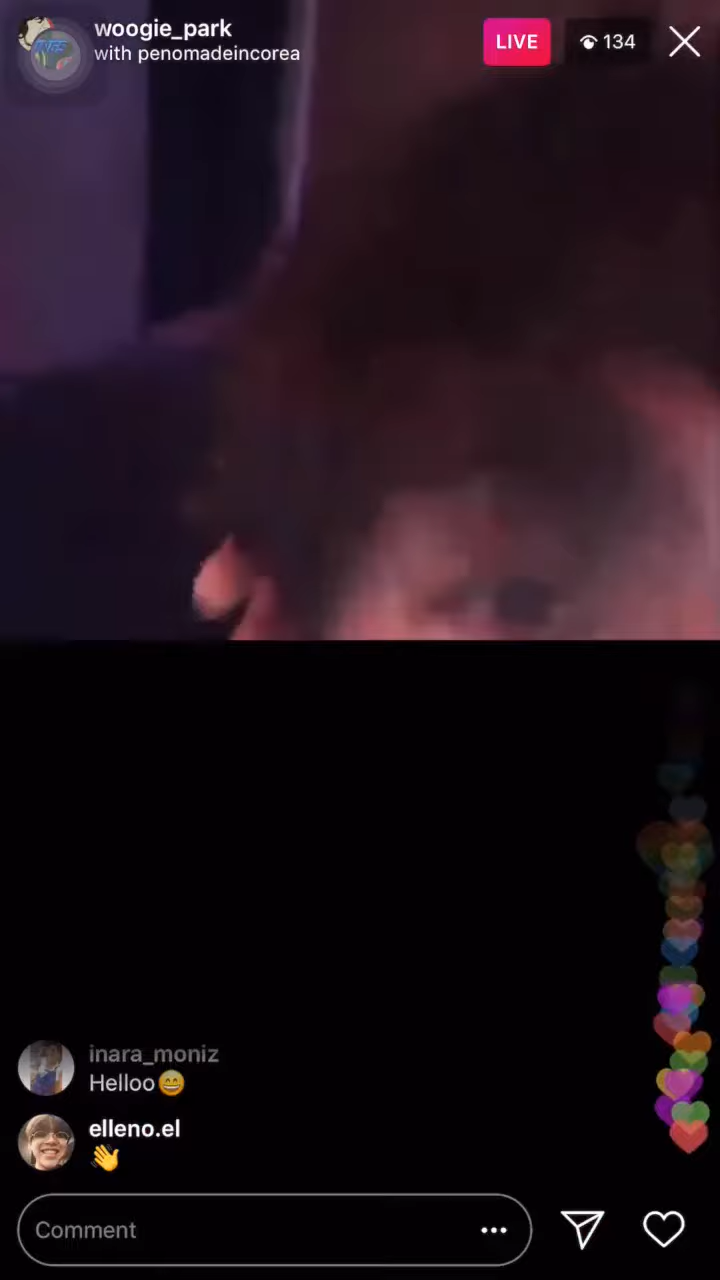 woogie_park
with penomadeincorea
LIVE
134
inara_moniz
Helloo😄
elleno.el
👋
Comment